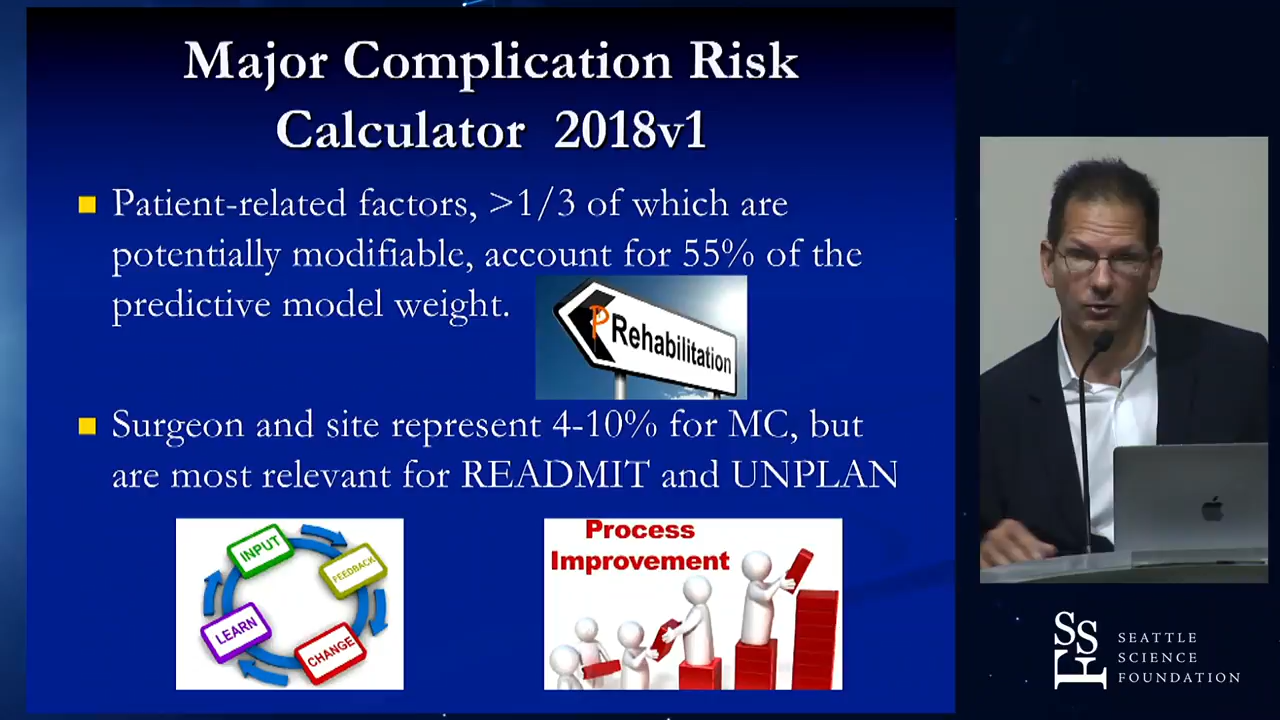 Major Complication Risk
Calculator 2018v1
Patient-related factors, >1/3 of which are
potentially modifiable, account for 55% of the
predictive model weight.
P
Rehabilitation
Surgeon and site represent 4-10% for MC, but
are most relevant for READMIT and UNPLAN
INPUT
FEEDBACK
LEARN
CHANGE
Process
Improvement
SSF
SEATTLE
SCIENCE
FOUNDATION